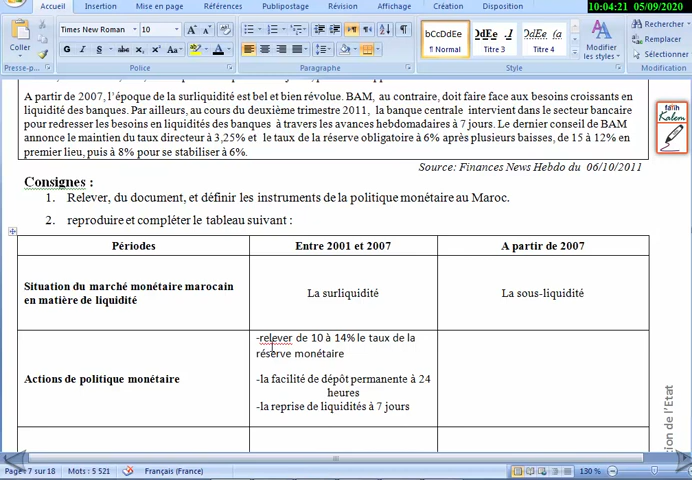 10:04:21 05/09/2020
Accueil Insertion Mise en page Références Publipostage Révision Affichage Création Disposition
Coller
Times New Roman 10
G I S abc x₂ x² Aa A
bCcDdEe
¶ Normal Titre 3 Titre 4
Modifier
les styles
Rechercher
Remplacer
Sélectionner
Presse-p... Police Paragraphe Style Modification
A partir de 2007, l'époque de la surliquidité est bel et bien révolue. BAM, au contraire, doit faire face aux besoins croissants en
liquidité des banques. Par ailleurs, au cours du deuxième trimestre 2011, la banque centrale intervient dans le secteur bancaire
pour redresser les besoins en liquidités des banques à travers les avances hebdomadaires à 7 jours. Le dernier conseil de BAM
annonce le maintien du taux directeur à 3,25% et le taux de la réserve obligatoire à 6% après plusieurs baisses, de 15 à 12% en
premier lieu, puis à 8% pour se stabiliser à 6%.
Source: Finances News Hebdo du 06/10/2011
Consignes :
1. Relever, du document, et définir les instruments de la politique monétaire au Maroc.
2. reproduire et compléter le tableau suivant :
Périodes Entre 2001 et 2007 A partir de 2007
Situation du marché monétaire marocain
en matière de liquidité
La surliquidité La sous-liquidité
Actions de politique monétaire
-relever de 10 à 14% le taux de la
réserve monétaire
-la facilité de dépôt permanente à 24
heures
-la reprise de liquidités à 7 jours
tion de l'Etat
fatih
Kalem
Page : 7 sur 18 Mots : 5 521 Français (France) 130 %